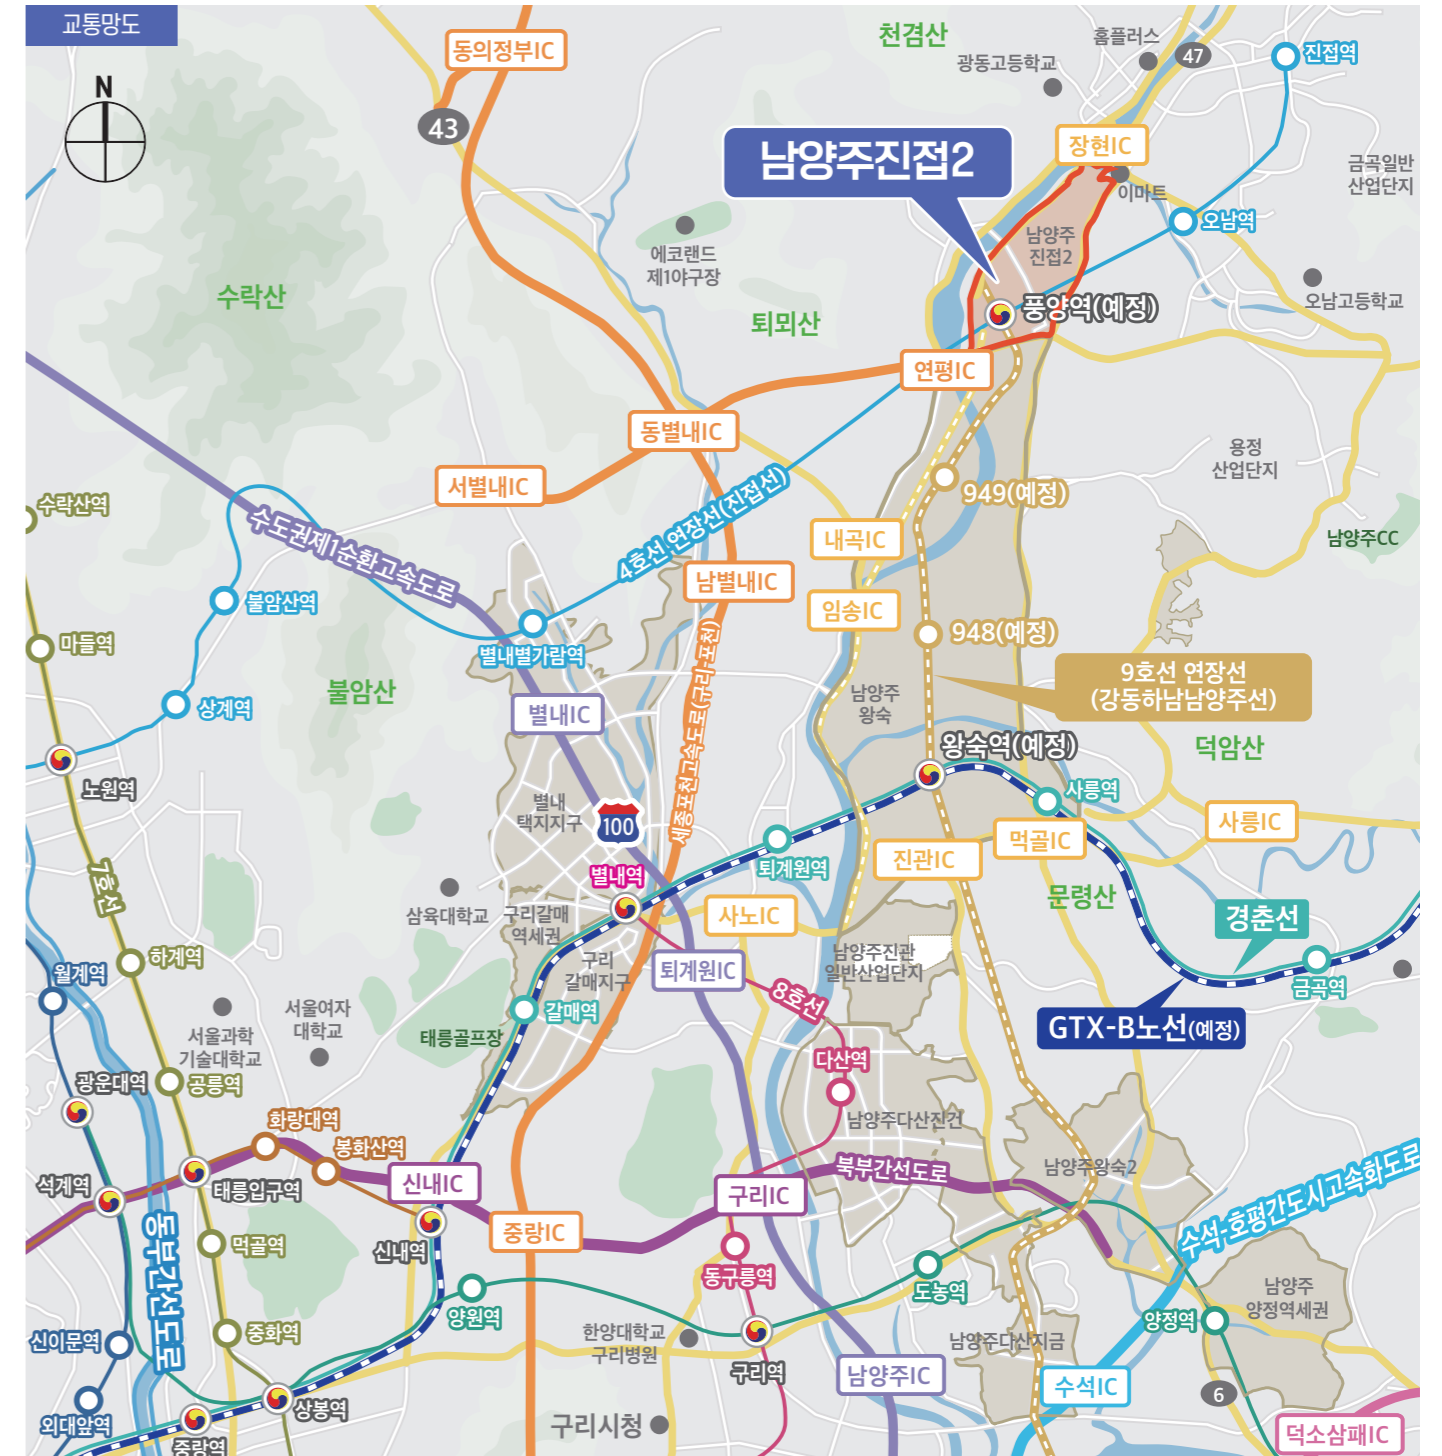 교통망도
N
동의정부IC
43
천겸산
홈플러스
광동고등학교
47
진접역
남양주진접2
장현IC
이마트
금곡일반
산업단지
오남역
남양주
진접2
에코랜드
제1야구장
수락산
퇴뫼산
풍양역(예정)
오남고등학교
연평IC
동별내IC
서별내IC
949(예정)
용정
산업단지
수락산역
수도권제1순환고속도로
4호선 연장선(진접선)
내곡IC
남양주CC
남별내IC
임송IC
불암산역
948(예정)
마들역
별내별가람역
9호선 연장선
(강동하남남양주선)
불암산
상계역
별내IC
남양주
왕숙
세종포천고속도로(구리-포천)
왕숙역(예정)
덕암산
노원역
사릉역
별내
택지지구
100
사릉IC
먹골IC
진관IC
퇴계원역
별내역
7호선
삼육대학교
구리갈매
역세권
사노IC
문령산
경춘선
하계역
월계역
구리
갈매지구
퇴계원IC
남양주진관
일반산업단지
금곡역
8호선
서울과학
기술대학교
서울여자
대학교
갈매역
태릉골프장
GTX-B노선(예정)
다산역
광운대역
공릉역
남양주다산진건
화랑대역
봉화산역
석계역
태릉입구역
신내IC
북부간선도로
남양주왕숙2
구리IC
수석-호평간도시고속화도로
동부간선도로
먹골역
신내역
중랑IC
동구릉역
도농역
남양주
양정역세권
양원역
신이문역
중화역
한양대학교
구리병원
구리역
남양주다산지금
양정역
남양주IC
수석IC
6
외대앞역
상봉역
중랑역
구리시청
덕소삼패IC